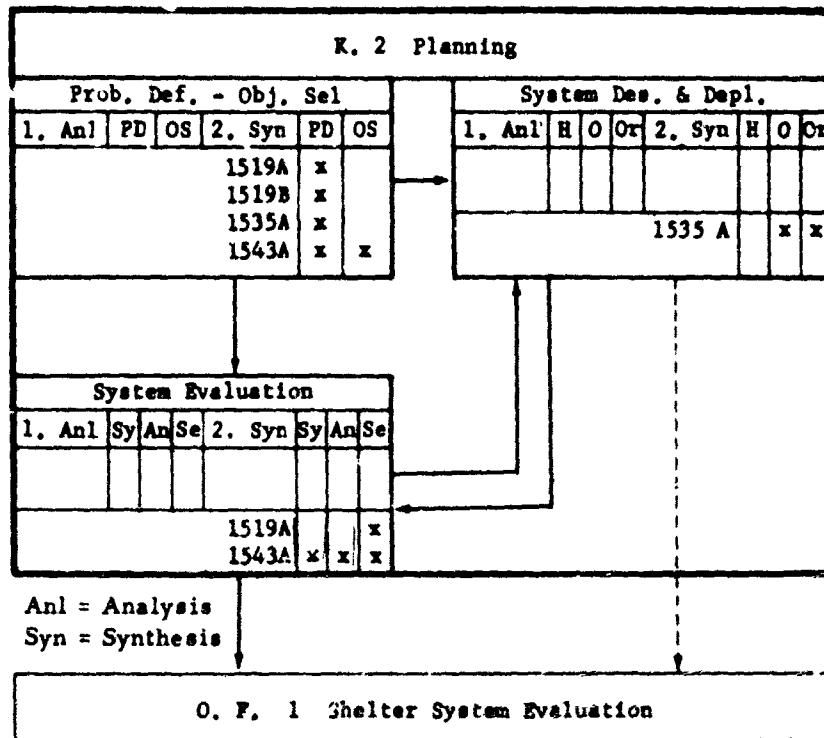 K. 2 Planning
Prob. Def. - Obj. Sel
1. Anl PD OS 2. Syn PD OS
1519A x
1519B x
1535A x
1543A x x
System Des. & Depl.
1. Anl H O Or 2. Syn H O Or
1535 A x x
System Evaluation
1. Anl Sy An Se 2. Syn Sy An Se
1519A x
1543A x x x
Anl = Analysis
Syn = Synthesis
O. F. 1 Shelter System Evaluation